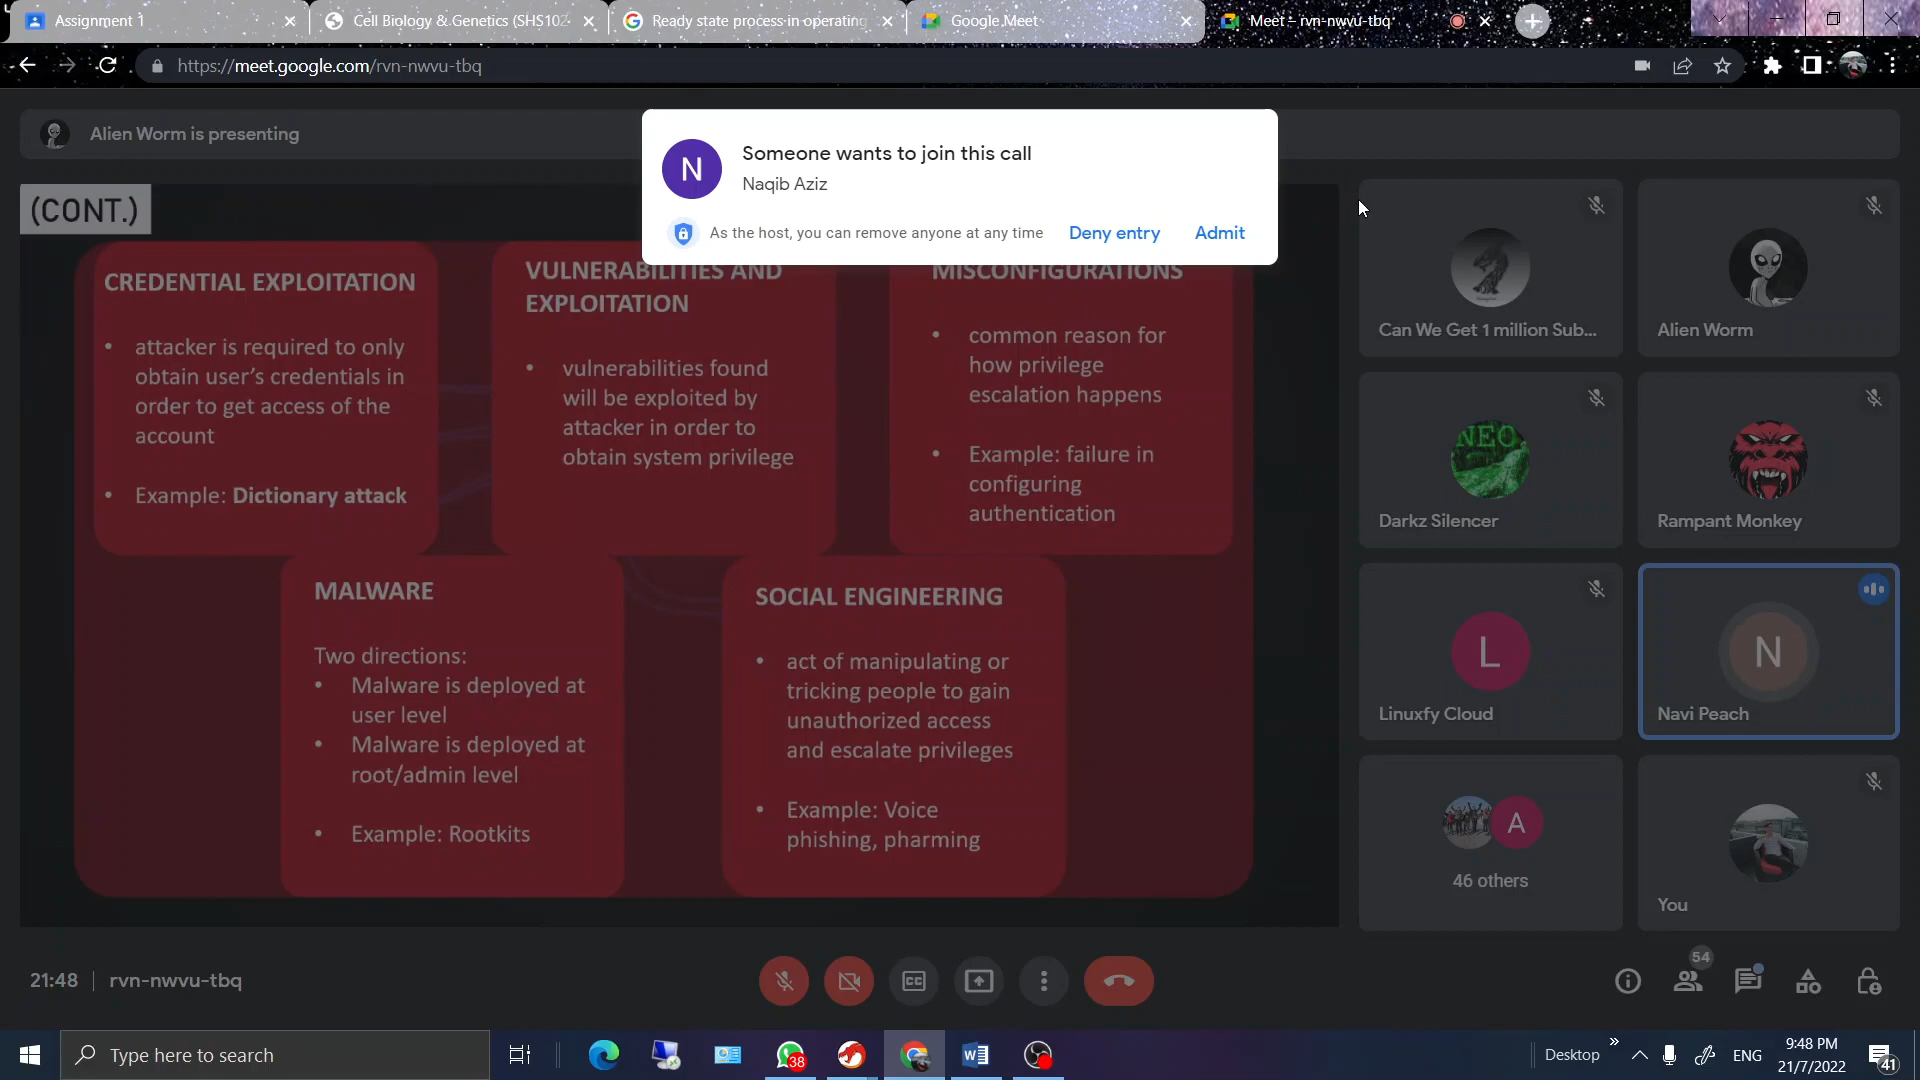 Assignment 1
Cell Biology & Genetics (SHS102-
Ready state process in operating
Google Meet
Meet – rvn-nwvu-tbq
https://meet.google.com/rvn-nwvu-tbq
Alien Worm is presenting
N
Someone wants to join this call
Naqib Aziz
As the host, you can remove anyone at any time
Deny entry
Admit
(CONT.)
CREDENTIAL EXPLOITATION
• attacker is required to only
obtain user's credentials in
order to get access of the
account
• Example: Dictionary attack
VULNERABILITIES AND
EXPLOITATION
• vulnerabilities found
will be exploited by
attacker in order to
obtain system privilege
MISCONFIGURATIONS
• common reason for
how privilege
escalation happens
• Example: failure in
configuring
authentication
MALWARE
Two directions:
• Malware is deployed at
user level
• Malware is deployed at
root/admin level
• Example: Rootkits
SOCIAL ENGINEERING
• act of manipulating or
tricking people to gain
unauthorized access
and escalate privileges
• Example: Voice
phishing, pharming
Can We Get 1 million Sub...
Alien Worm
NEO
Darkz Silencer
Rampant Monkey
L
Linuxfy Cloud
N
Navi Peach
A
46 others
You
21:48
rvn-nwvu-tbq
CC
54
Type here to search
38
Desktop
ENG
9:48 PM
21/7/2022
41